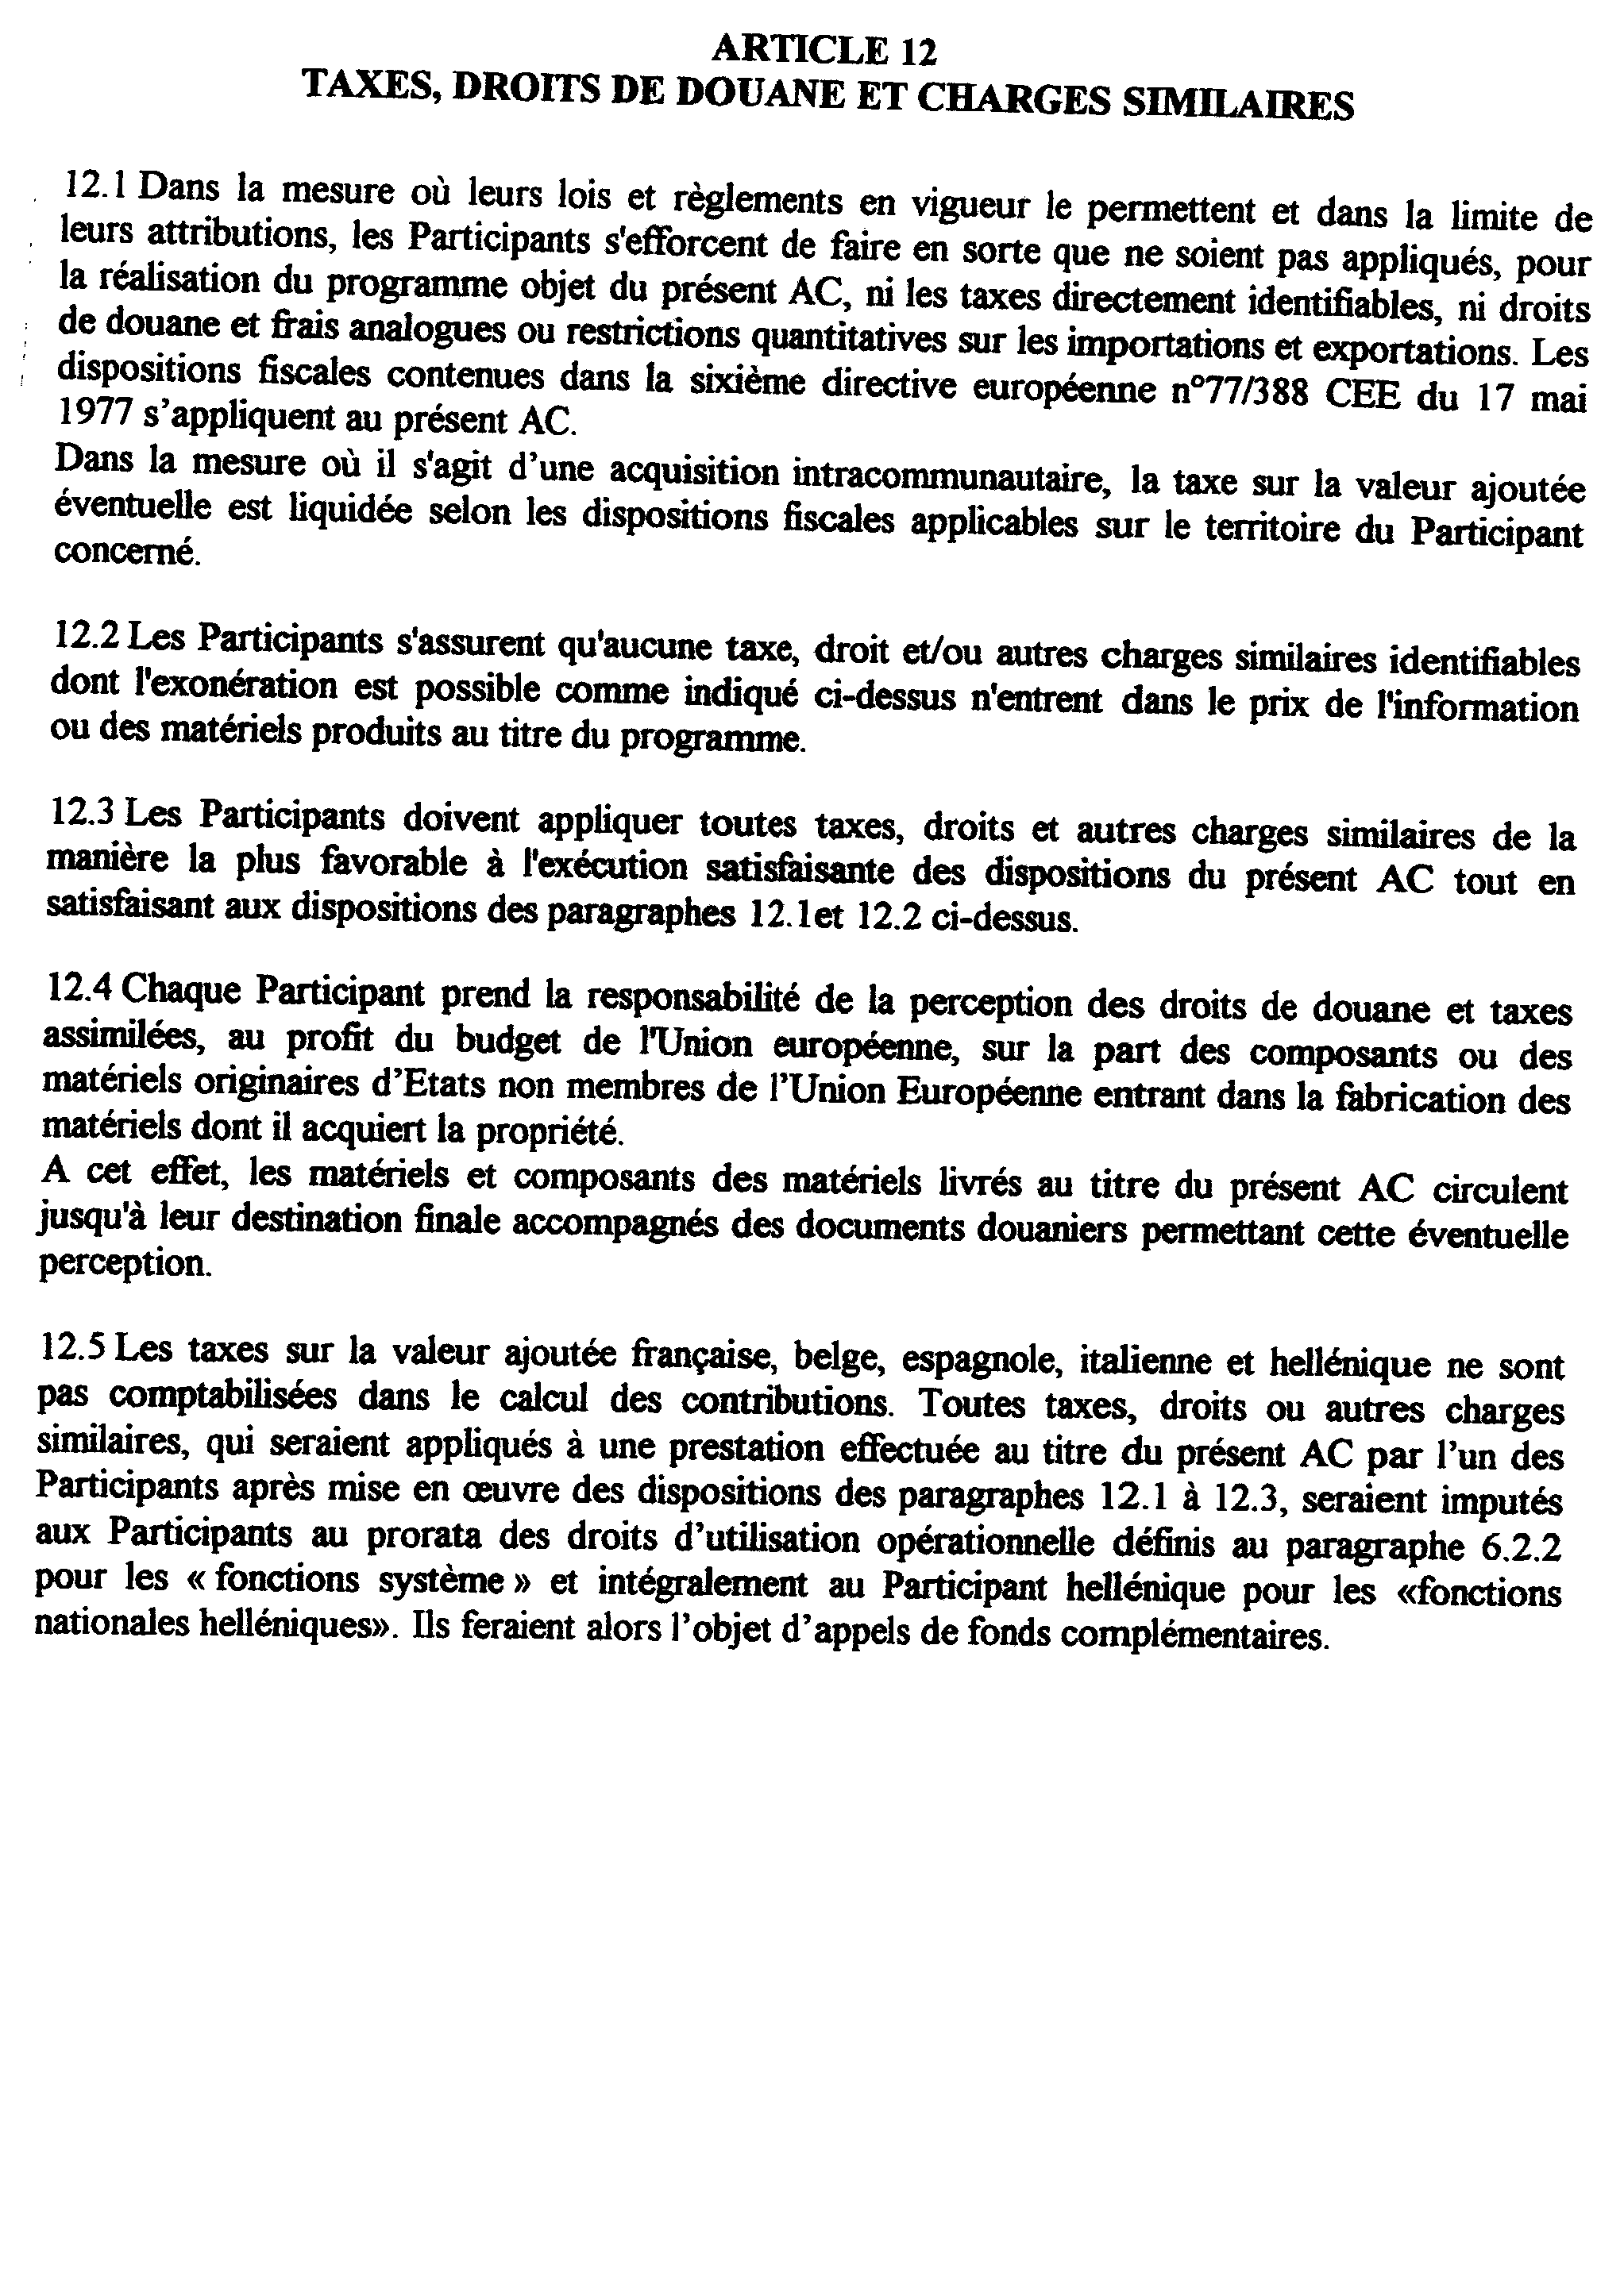 ARTICLE 12
TAXES, DROITS DE DOUANE ET CHARGES SIMILAIRES
12.1 Dans la mesure où leurs lois et règlements en vigueur le permettent et dans la limite de
leurs attributions, les Participants s'efforcent de faire en sorte que ne soient pas appliqués, pour
la réalisation du programme objet du présent AC, ni les taxes directement identifiables, ni droits
de douane et frais analogues ou restrictions quantitatives sur les importations et exportations. Les
dispositions fiscales contenues dans la sixième directive européenne n°77/388 CEE du 17 mai
1977 s’appliquent au présent AC.
Dans la mesure où il s'agit d’une acquisition intracommunautaire, la taxe sur la valeur ajoutée
éventuelle est liquidée selon les dispositions fiscales applicables sur le territoire du Participant
concerné.
12.2 Les Participants s'assurent qu'aucune taxe, droit et/ou autres charges similaires identifiables
dont l'exonération est possible comme indiqué ci-dessus n'entrent dans le prix de l'information
ou des matériels produits au titre du programme.
12.3 Les Participants doivent appliquer toutes taxes, droits et autres charges similaires de la
manière la plus favorable à l'exécution satisfaisante des dispositions du présent AC tout en
satisfaisant aux dispositions des paragraphes 12.1et 12.2 ci-dessus.
12.4 Chaque Participant prend la responsabilité de la perception des droits de douane et taxes
assimilées, au profit du budget de l'Union européenne, sur la part des composants ou des
matériels originaires d’Etats non membres de l’Union Européenne entrant dans la fabrication des
matériels dont il acquiert la propriété.
A cet effet, les matériels et composants des matériels livrés au titre du présent AC circulent
jusqu'à leur destination finale accompagnés des documents douaniers permettant cette éventuelle
perception.
12.5 Les taxes sur la valeur ajoutée française, belge, espagnole, italienne et hellénique ne sont
pas comptabilisées dans le calcul des contributions. Toutes taxes, droits ou autres charges
similaires, qui seraient appliqués à une prestation effectuée au titre du présent AC par l’un des
Participants après mise en œuvre des dispositions des paragraphes 12.1 à 12.3, seraient imputés
aux Participants au prorata des droits d’utilisation opérationnelle définis au paragraphe 6.2.2
pour les « fonctions système » et intégralement au Participant hellénique pour les «fonctions
nationales helléniques». Ils feraient alors l’objet d’appels de fonds complémentaires.